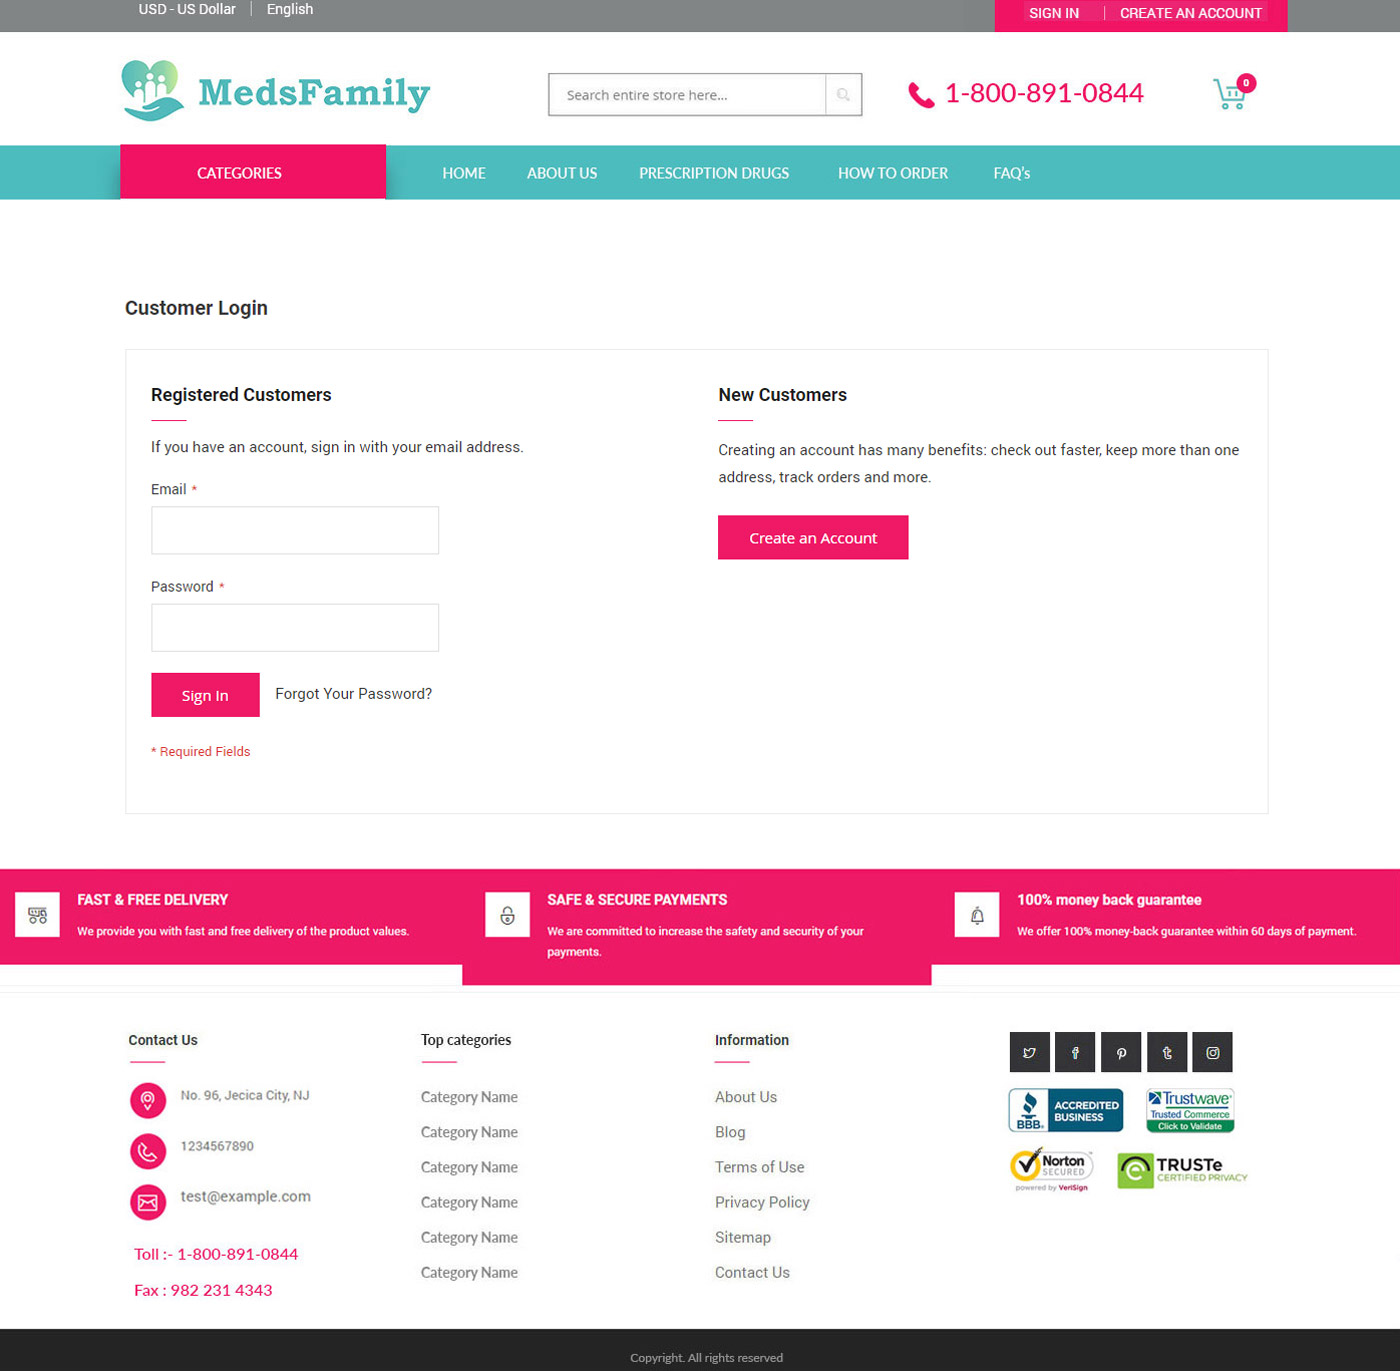 USD - US Dollar | English
SIGN IN | CREATE AN ACCOUNT
MedsFamily
Search entire store here...
1-800-891-0844
0
CATEGORIES
HOME
ABOUT US
PRESCRIPTION DRUGS
HOW TO ORDER
FAQ's
Customer Login
Registered Customers
If you have an account, sign in with your email address.
Email *
Password *
Sign In
Forgot Your Password?
* Required Fields
New Customers
Creating an account has many benefits: check out faster, keep more than one
address, track orders and more.
Create an Account
FAST & FREE DELIVERY
We provide you with fast and free delivery of the product values.
SAFE & SECURE PAYMENTS
We are committed to increase the safety and security of your
payments.
100% money back guarantee
We offer 100% money-back guarantee within 60 days of payment.
Contact Us
No. 96, Jecica City, NJ
1234567890
test@example.com
Toll :- 1-800-891-0844
Fax : 982 231 4343
Top categories
Category Name
Category Name
Category Name
Category Name
Category Name
Category Name
Information
About Us
Blog
Terms of Use
Privacy Policy
Sitemap
Contact Us
BBB.
ACCREDITED
BUSINESS
Trustwave®
Trusted Commerce
Click to Validate
Norton
SECURED
powered by VeriSign
TRUSTe
CERTIFIED PRIVACY
Copyright. All rights reserved